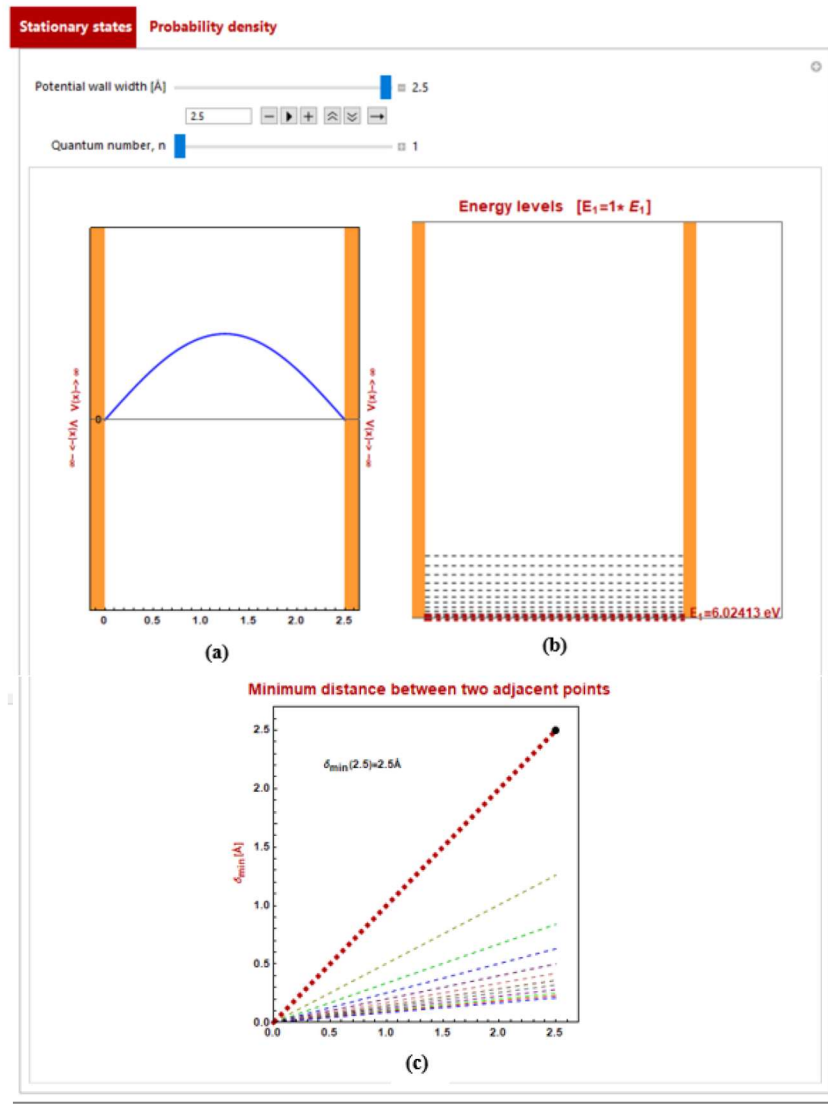 Stationary states Probability density
Potential wall width [Å] 2.5
2.5
Quantum number, n 1
Energy levels [E₁=1* E₁]
V(x)-> ∞
V(x)-> -∞
0
V(x)-> ∞
V(x)-> -∞
0 0.5 1.0 1.5 2.0 2.5
E₁=6.02413 eV
(a)
(b)
Minimum distance between two adjacent points
δmin(2.5)=2.5Å
δmin[Å]
2.5
2.0
1.5
1.0
0.5
0.0
0.0 0.5 1.0 1.5 2.0 2.5
(c)